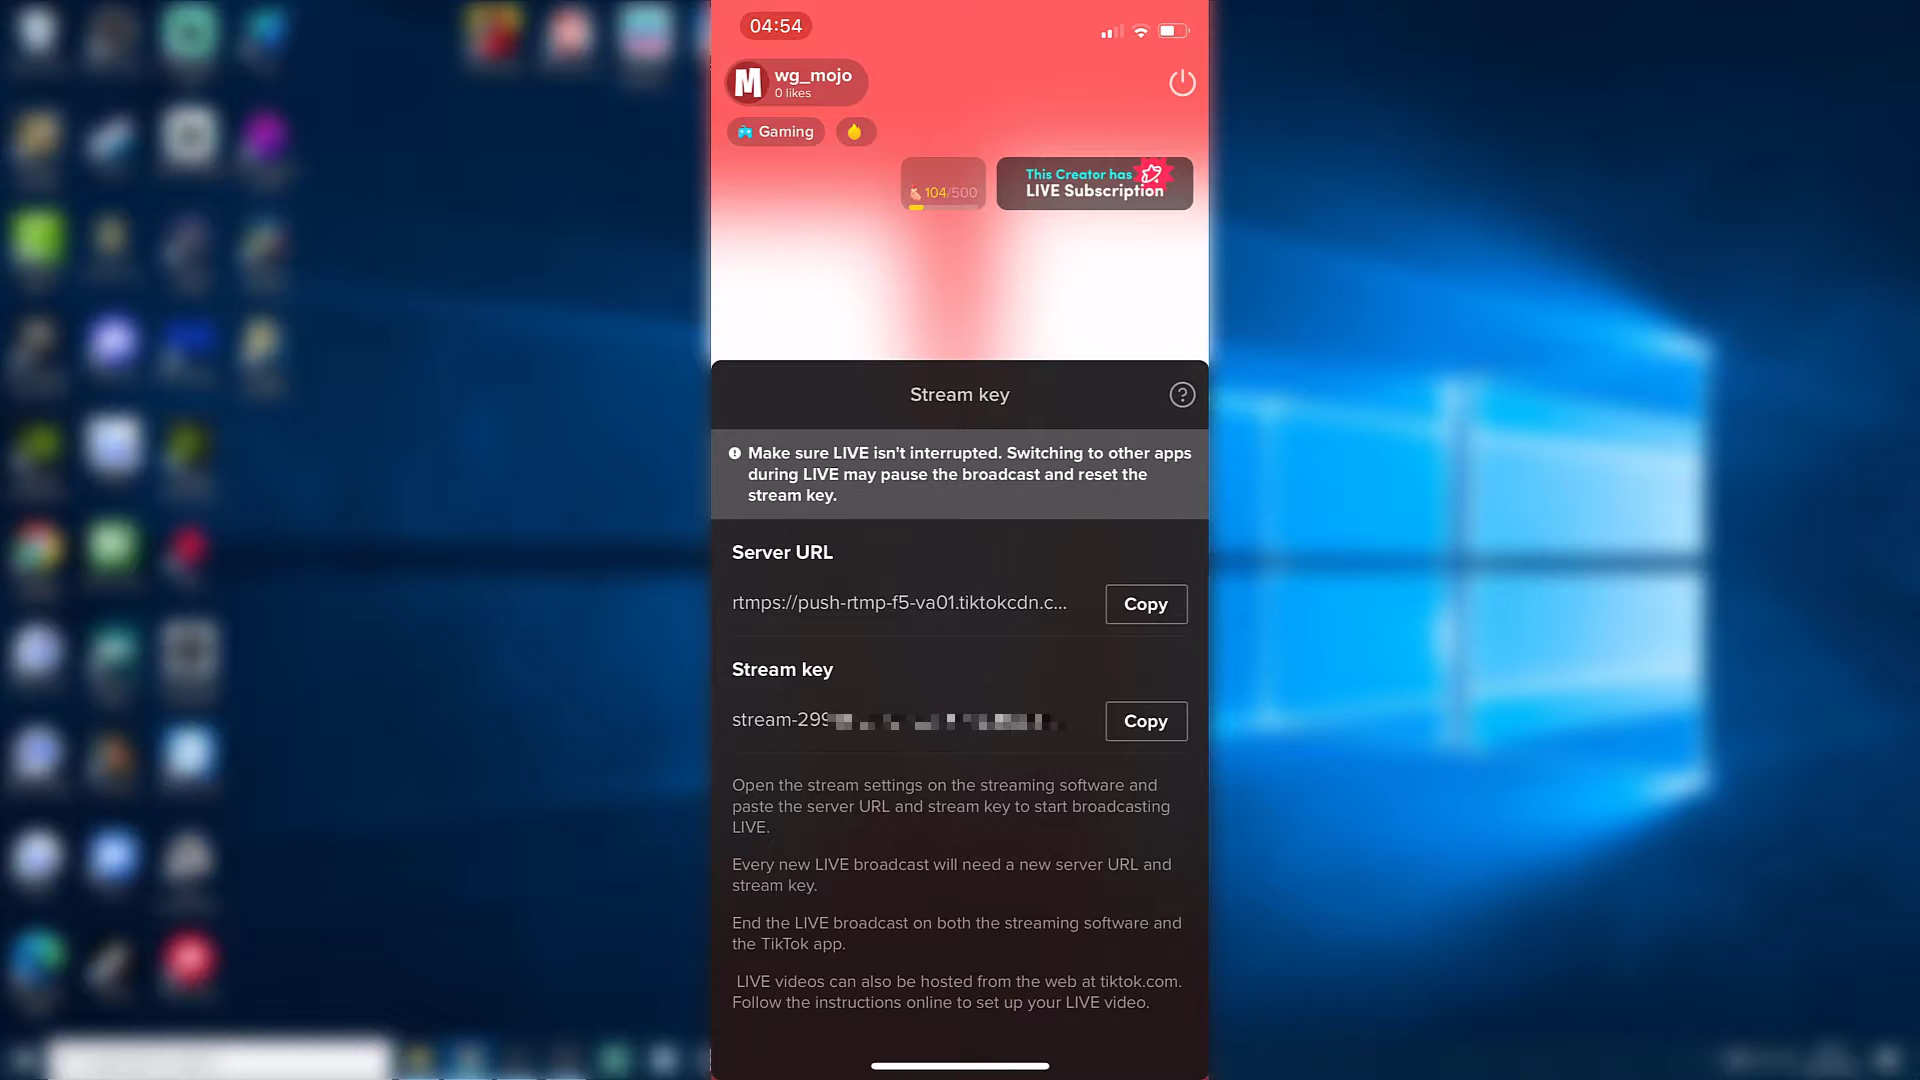 04:54
M
wg_mojo
0 likes
Gaming
104/500
This Creator has
LIVE Subscription
Stream key
Make sure LIVE isn't interrupted. Switching to other apps
during LIVE may pause the broadcast and reset the
stream key.
Server URL
rtmps://push-rtmp-f5-va01.tiktokcdn.c...
Copy
Stream key
stream-299
Copy
Open the stream settings on the streaming software and
paste the server URL and stream key to start broadcasting
LIVE.
Every new LIVE broadcast will need a new server URL and
stream key.
End the LIVE broadcast on both the streaming software and
the TikTok app.
LIVE videos can also be hosted from the web at tiktok.com.
Follow the instructions online to set up your LIVE video.